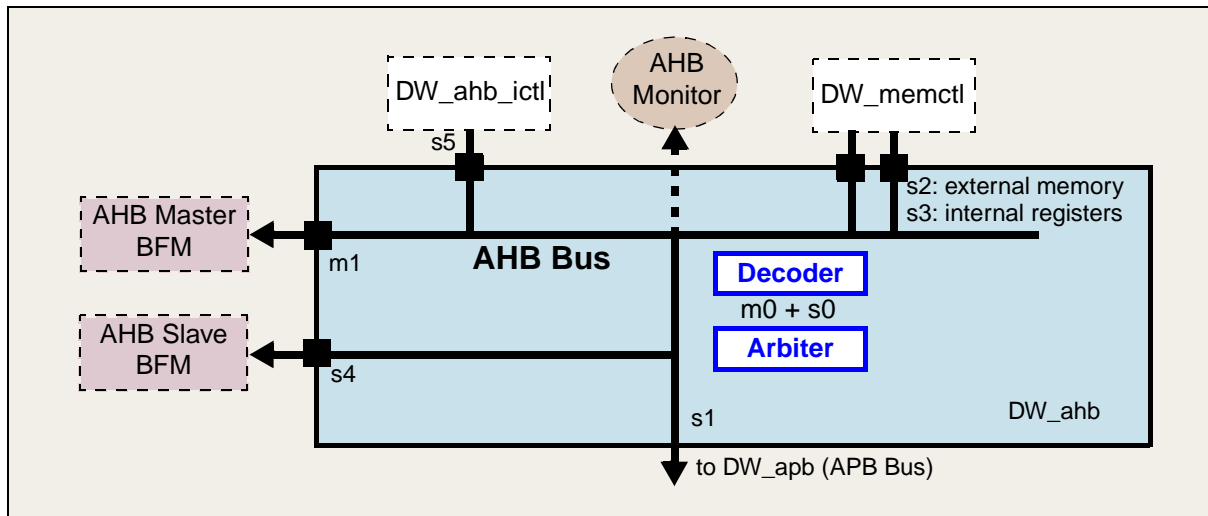 DW_ahb_ictl
AHB
Monitor
DW_memctl
s5
s2: external memory
s3: internal registers
AHB Master
BFM
m1
AHB Bus
Decoder
m0 + s0
Arbiter
AHB Slave
BFM
s4
s1
DW_ahb
to DW_apb (APB Bus)